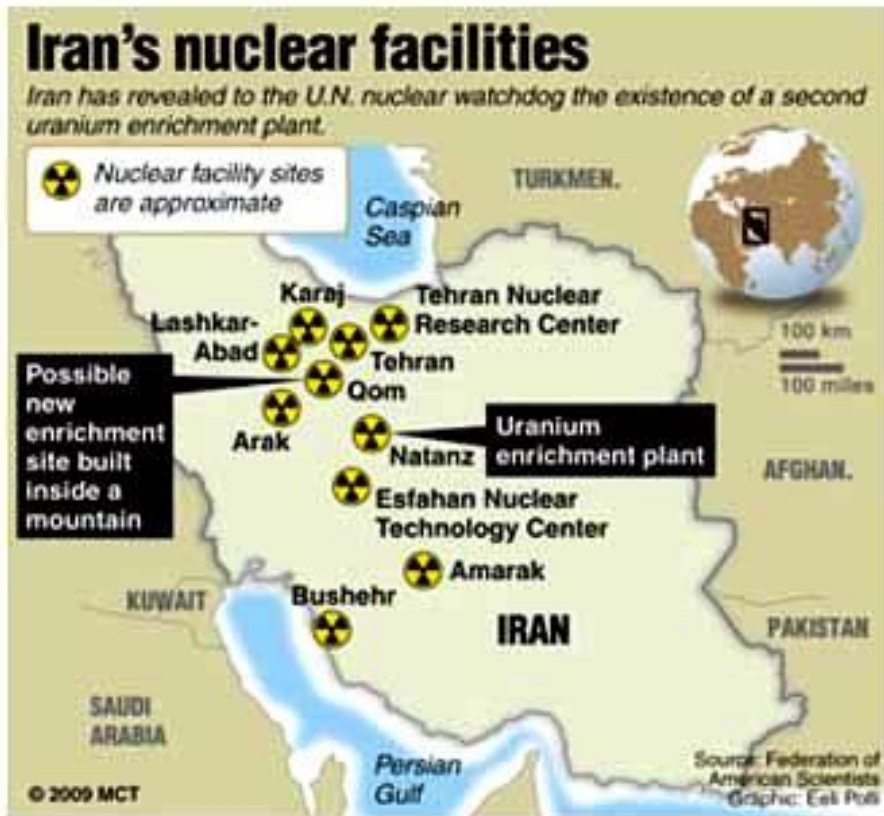 Iran's nuclear facilities
Iran has revealed to the U.N. nuclear watchdog the existence of a second
uranium enrichment plant.
Nuclear facility sites
are approximate
TURKMEN.
Caspian
Sea
Karaj
Tehran Nuclear
Research Center
Lashkar-
Abad
Tehran
100 km
100 miles
Possible
new
enrichment
site built
inside a
mountain
Qom
Arak
Natanz
Uranium
enrichment plant
AFGHAN.
Esfahan Nuclear
Technology Center
Amarak
KUWAIT
Bushehr
IRAN
PAKISTAN
SAUDI
ARABIA
Persian
Gulf
Source: Federation of
American Scientists
Graphic: Eeli Polli
© 2009 MCT